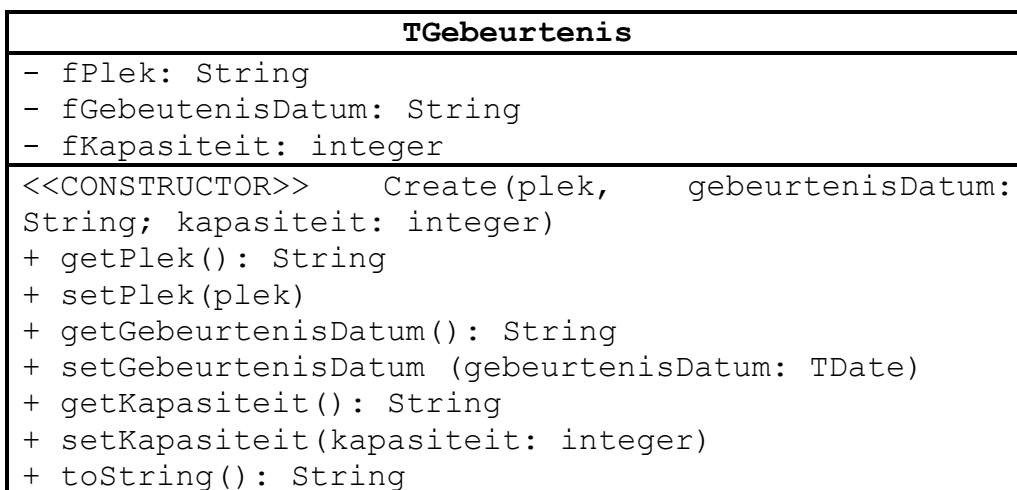 TGebeurtenis
- fPlek: String
- fGebeutenisDatum: String
- fKapasiteit: integer
<<CONSTRUCTOR>> Create(plek, gebeurtenisDatum:
String; kapasiteit: integer)
+ getPlek(): String
+ setPlek(plek)
+ getGebeurtenisDatum(): String
+ setGebeurtenisDatum (gebeurtenisDatum: TDate)
+ getKapasiteit(): String
+ setKapasiteit(kapasiteit: integer)
+ toString(): String